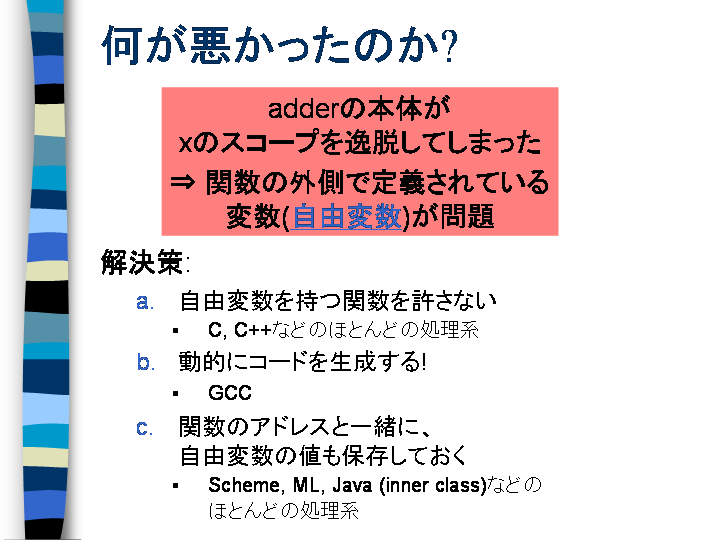 何が悪かったのか?
adderの本体が
xのスコープを逸脱してしまった
⇒ 関数の外側で定義されている
変数(自由変数)が問題
解決策:
a. 自由変数を持つ関数を許さない
▪ C, C++などのほとんどの処理系
b. 動的にコードを生成する!
▪ GCC
c. 関数のアドレスと一緒に、
自由変数の値も保存しておく
▪ Scheme, ML, Java (inner class)などの
ほとんどの処理系